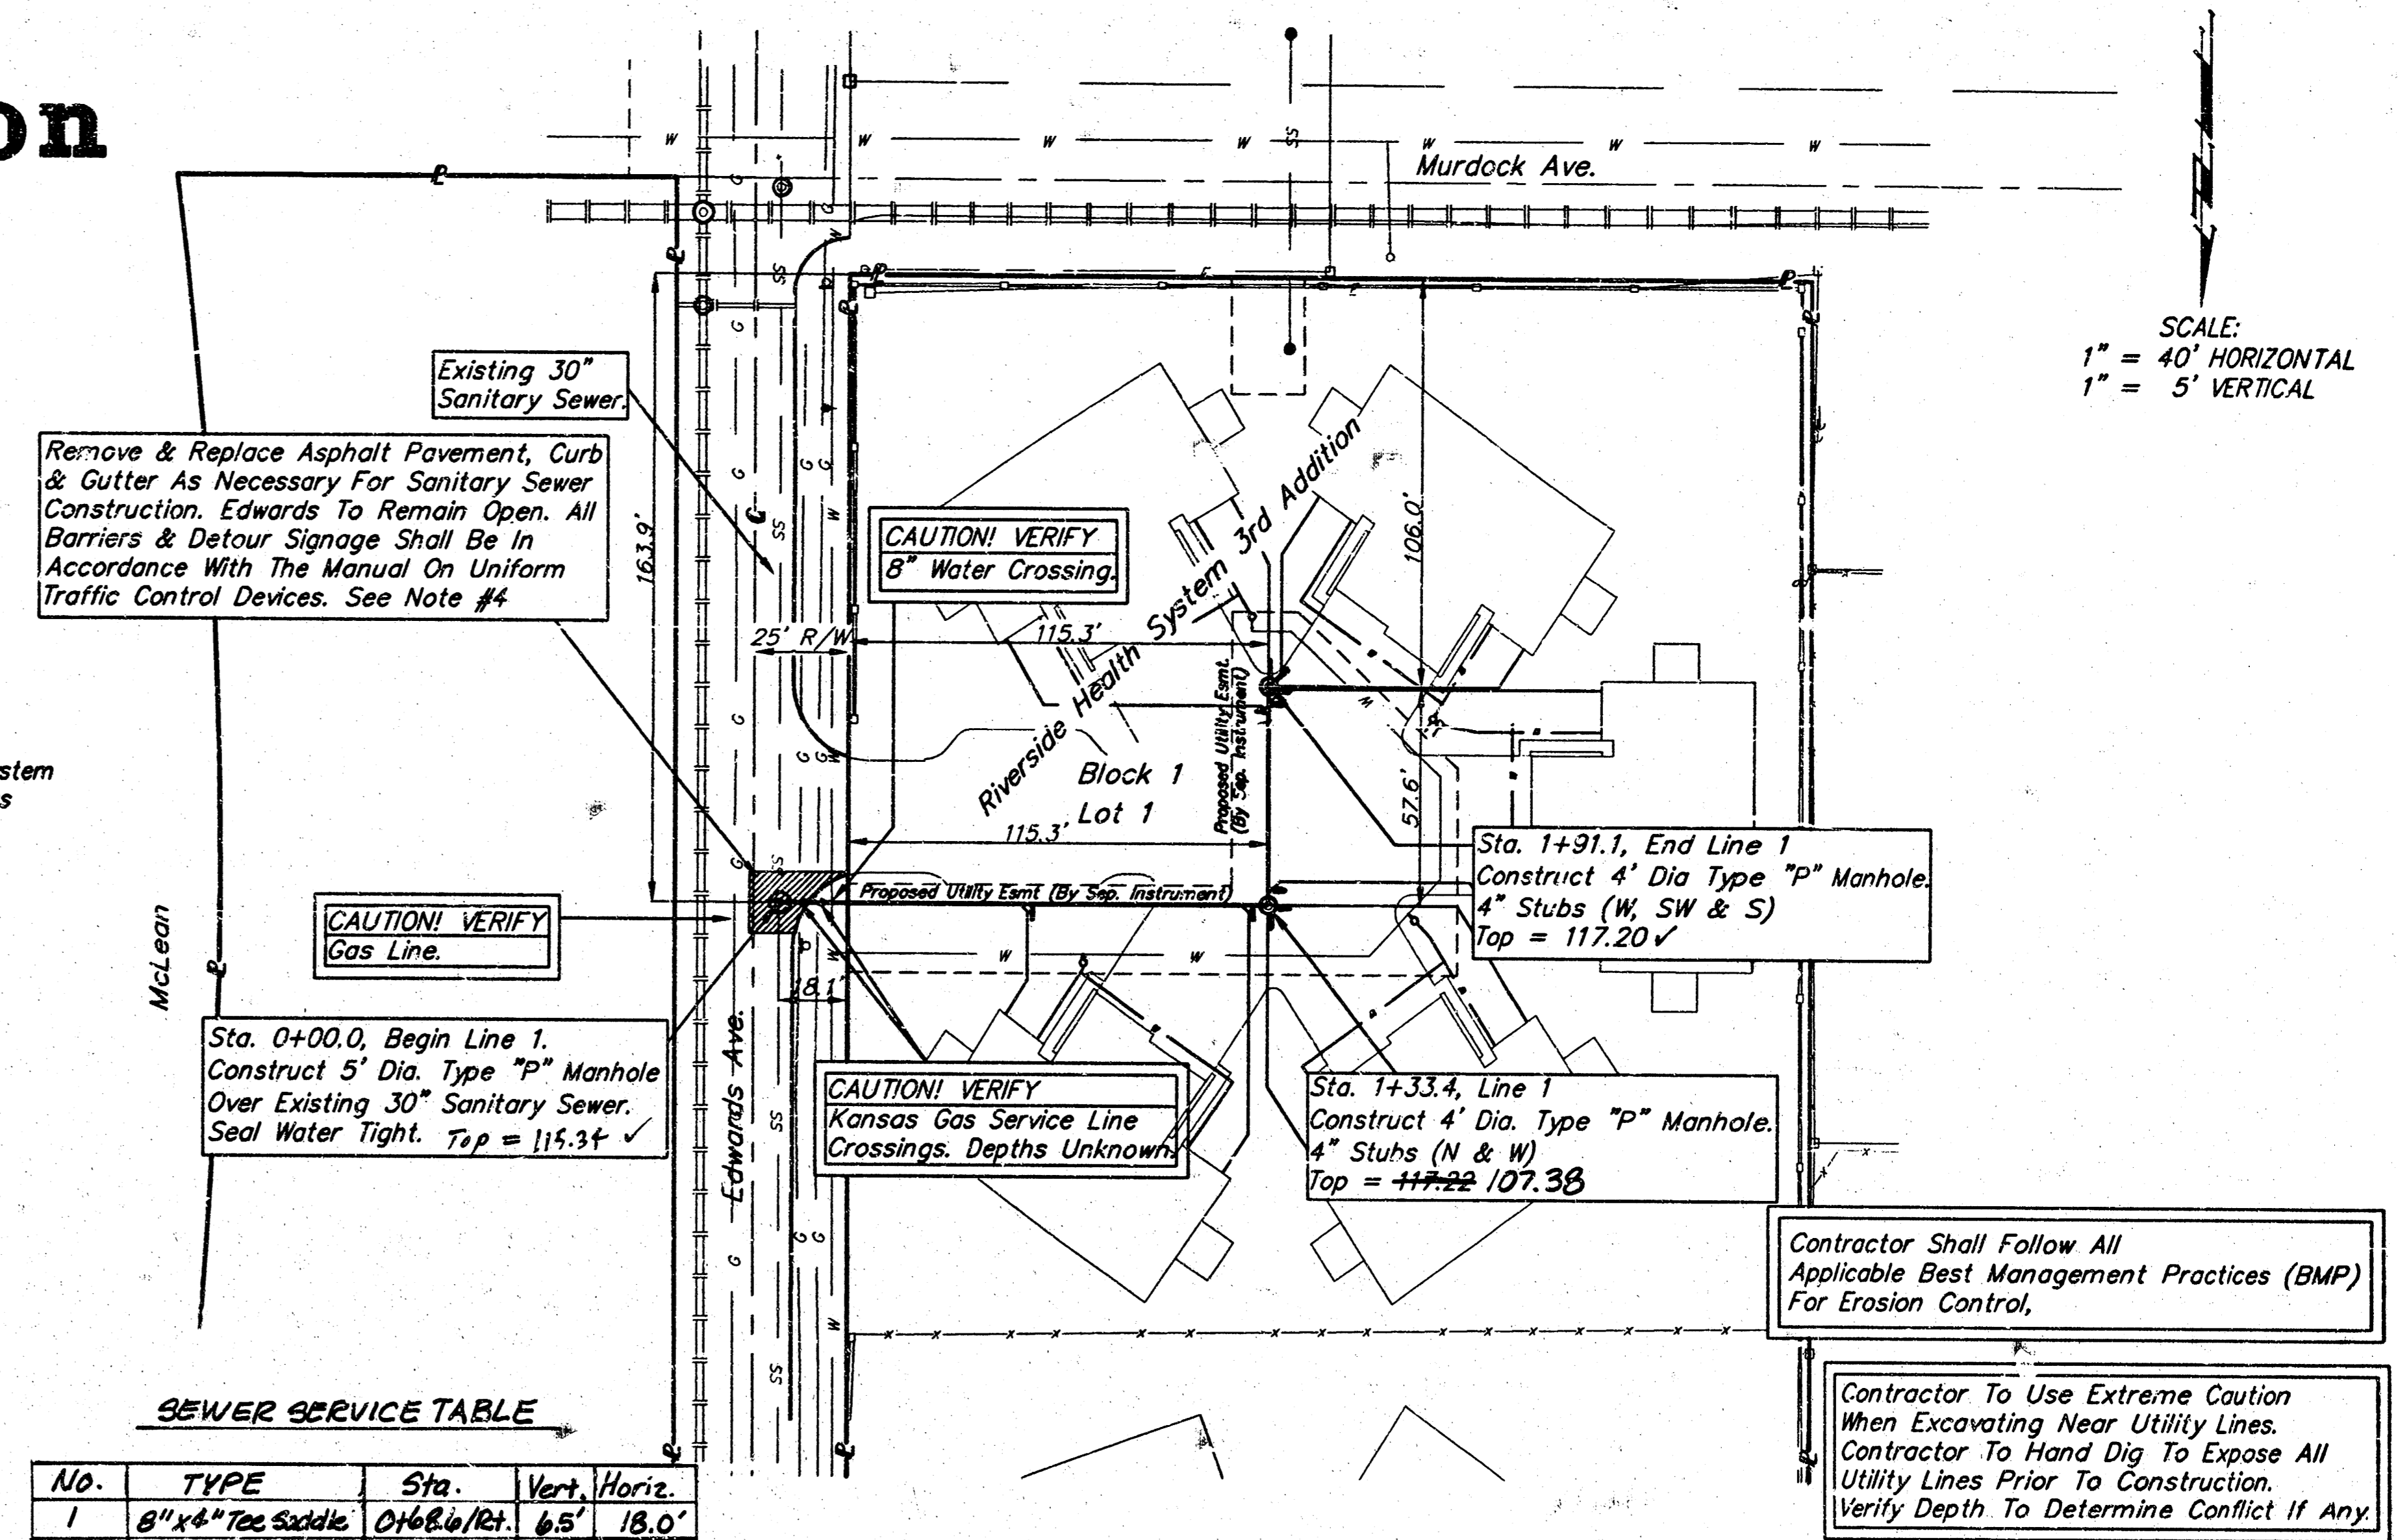 on
Murdock Ave.
SCALE:
1" = 40' HORIZONTAL
1" = 5' VERTICAL
Existing 30"
Sanitary Sewer.
Remove & Replace Asphalt Pavement, Curb
& Gutter As Necessary For Sanitary Sewer
Construction. Edwards To Remain Open. All
Barriers & Detour Signage Shall Be In
Accordance With The Manual On Uniform
Traffic Control Devices. See Note #4
163.9'
CAUTION! VERIFY
8" Water Crossing.
Riverside Health System 3rd Addition
106.0'
25' R/W
115.3'
Proposed Utility Esmt.
(By Sep. Instrument)
stem
s
Block 1
Lot 1
57.6'
115.3'
Sta. 1+91.1, End Line 1
Construct 4' Dia Type "P" Manhole.
4" Stubs (W, SW & S)
Top = 117.20 ✓
Proposed Utility Esmt (By Sep. Instrument)
CAUTION! VERIFY
Gas Line.
McLean
18.1'
Sta. 0+00.0, Begin Line 1.
Construct 5' Dia. Type "P" Manhole
Over Existing 30" Sanitary Sewer.
Seal Water Tight. Top = ✓
Edwards Ave.
CAUTION! VERIFY
Kansas Gas Service Line
Crossings. Depths Unknown.
Sta. 1+33.4, Line 1
Construct 4' Dia. Type "P" Manhole.
4" Stubs (N & W)
Top = 117.22 107.38
Contractor Shall Follow All
Applicable Best Management Practices (BMP)
For Erosion Control,
Contractor To Use Extreme Caution
When Excavating Near Utility Lines.
Contractor To Hand Dig To Expose All
Utility Lines Prior To Construction.
Verify Depth To Determine Conflict If Any.
SEWER SERVICE TABLE
No. TYPE Sta. Vert. Horiz.
1 8"x4" Tee Saddle 0+68.6/Rt. 6.5' 18.0'